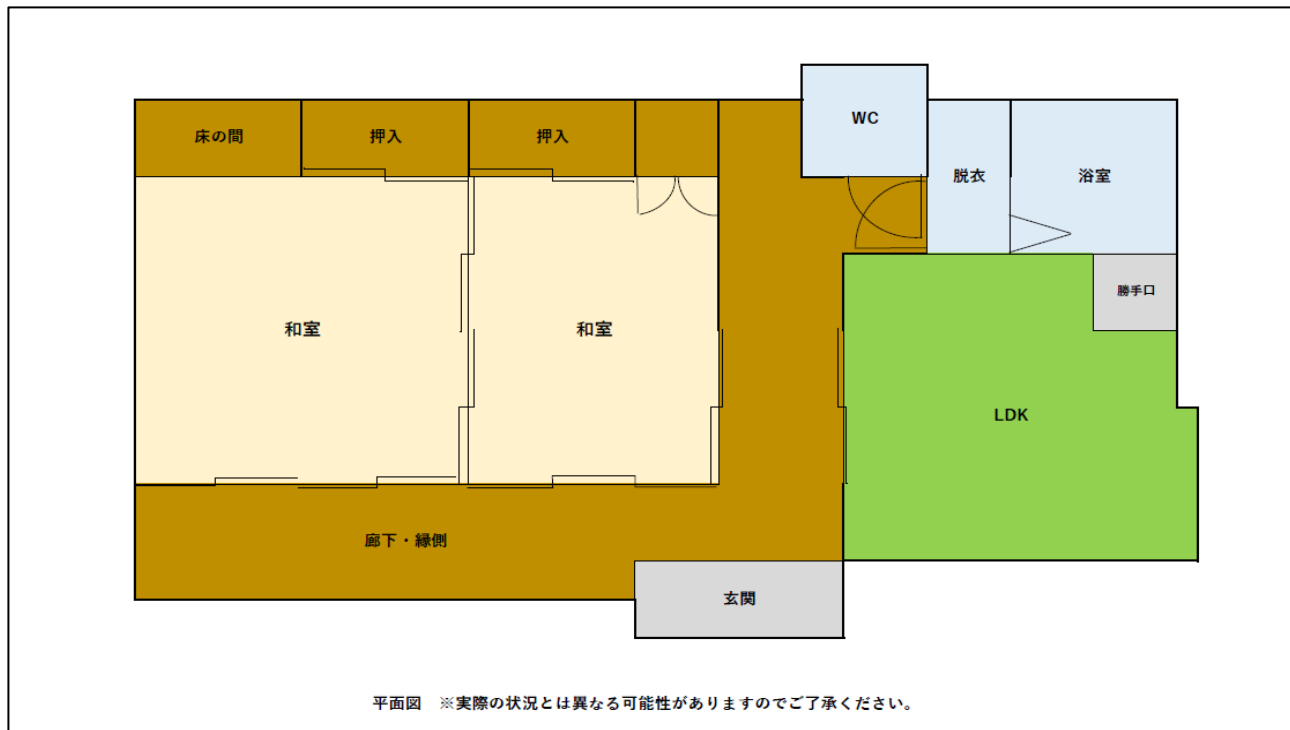 WC
床の間
押入
押入
脱衣
浴室
勝手口
和室
和室
LDK
廊下・縁側
玄関
平面図　※実際の状況とは異なる可能性がありますのでご了承ください。